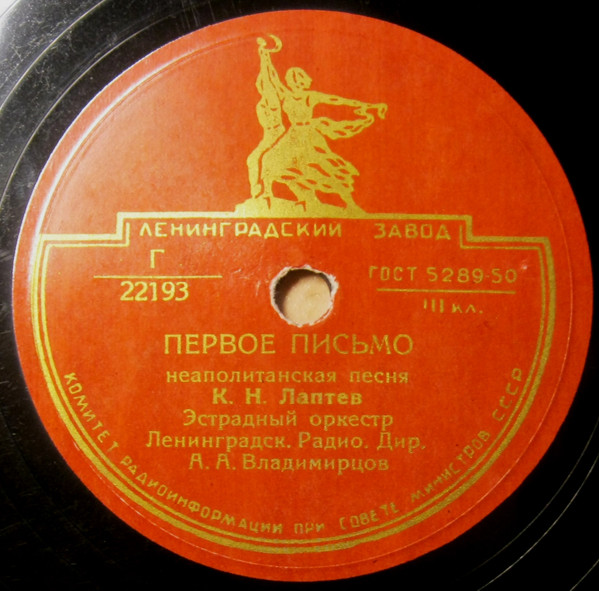 ЛЕНИНГРАДСКИЙ ЗАВОД
Г
22193
ГОСТ 5289-50
III кл.
ПЕРВОЕ ПИСЬМО
неаполитанская песня
К. Н. Лаптев
Эстрадный оркестр
Ленинградск. Радио. Дир.
А. А. Владимирцов
КОМИТЕТ РАДИОИНФОРМАЦИИ ПРИ СОВЕТЕ МИНИСТРОВ СССР